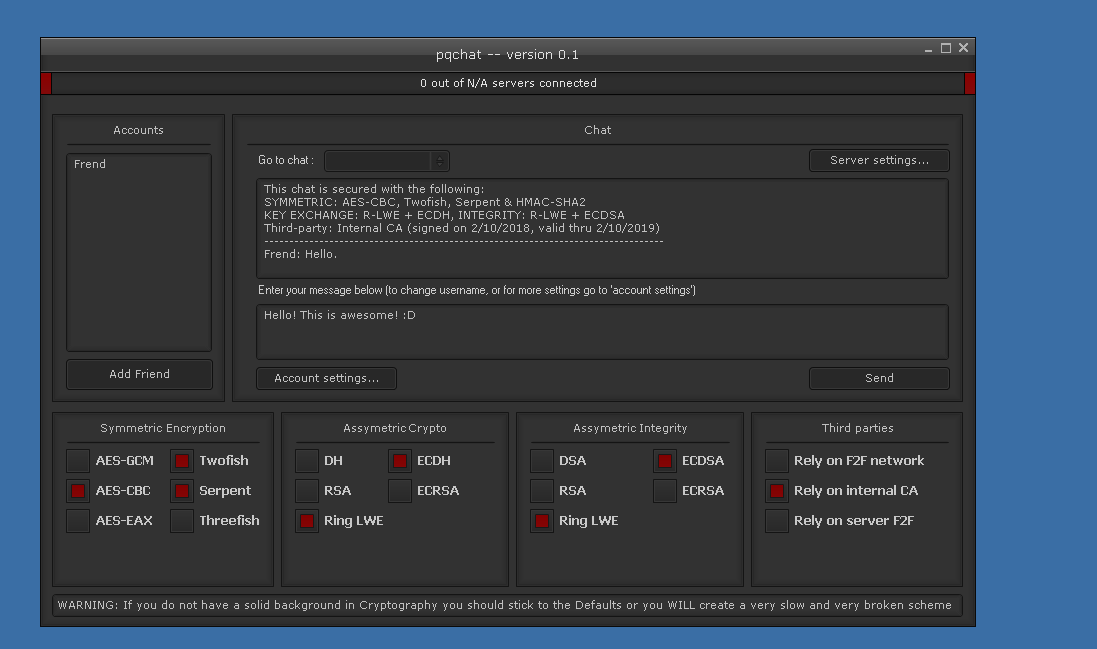 pqchat -- version 0.1
0 out of N/A servers connected
Accounts
Frend
Add Friend
Chat
Go to chat :
Server settings...
This chat is secured with the following:
SYMMETRIC: AES-CBC, Twofish, Serpent & HMAC-SHA2
KEY EXCHANGE: R-LWE + ECDH, INTEGRITY: R-LWE + ECDSA
Third-party: Internal CA (signed on 2/10/2018, valid thru 2/10/2019)
--------------------------------------------------------------------------------
Frend: Hello.
Enter your message below (to change username, or for more settings go to 'account settings')
Hello! This is awesome! :D
Account settings...
Send
Symmetric Encryption
AES-GCM Twofish
AES-CBC Serpent
AES-EAX Threefish
Assymetric Crypto
DH ECDH
RSA ECRSA
Ring LWE
Assymetric Integrity
DSA ECDSA
RSA ECRSA
Ring LWE
Third parties
Rely on F2F network
Rely on internal CA
Rely on server F2F
WARNING: If you do not have a solid background in Cryptography you should stick to the Defaults or you WILL create a very slow and very broken scheme